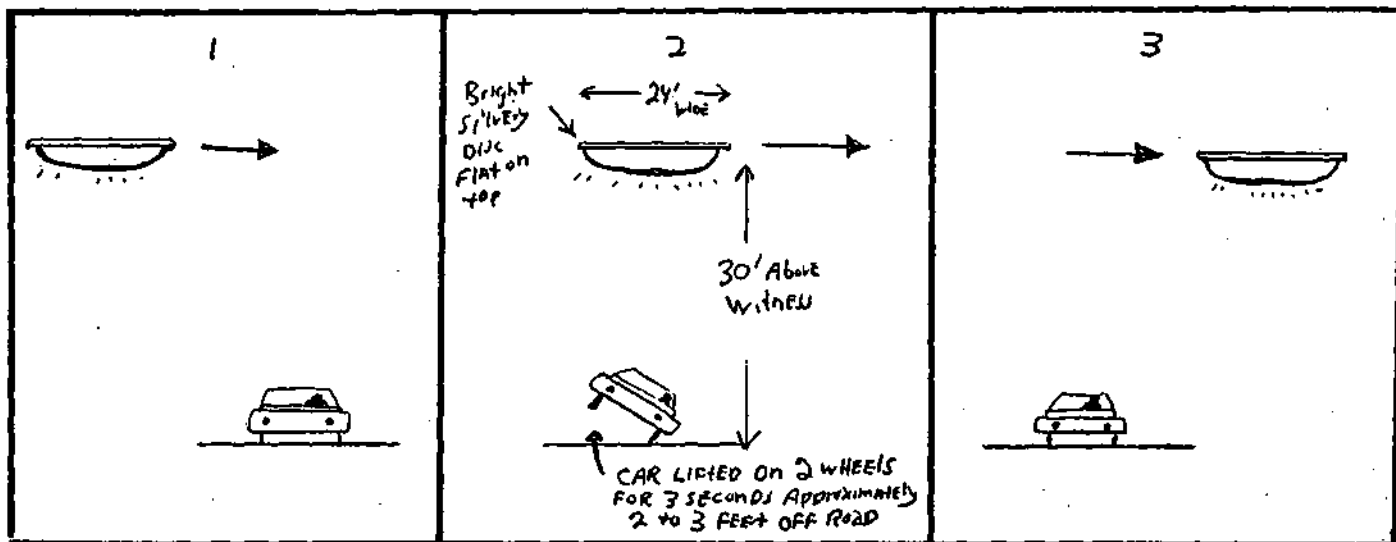 1
2
3
Bright
SilvEry
Disc
Flat on
top
24' wide
30' Above
WitnEss
CAR LiftEd On 2 WHEELS
FOR 3 SEcOnDs ApproximAtEly
2 to 3 FEEt OFF ROAD